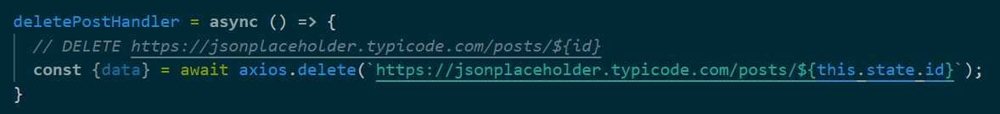 deletePostHandler = async () => {
// DELETE https://jsonplaceholder.typicode.com/posts/${id}
const {data} = await axios.delete(`https://jsonplaceholder.typicode.com/posts/${this.state.id}`);
}